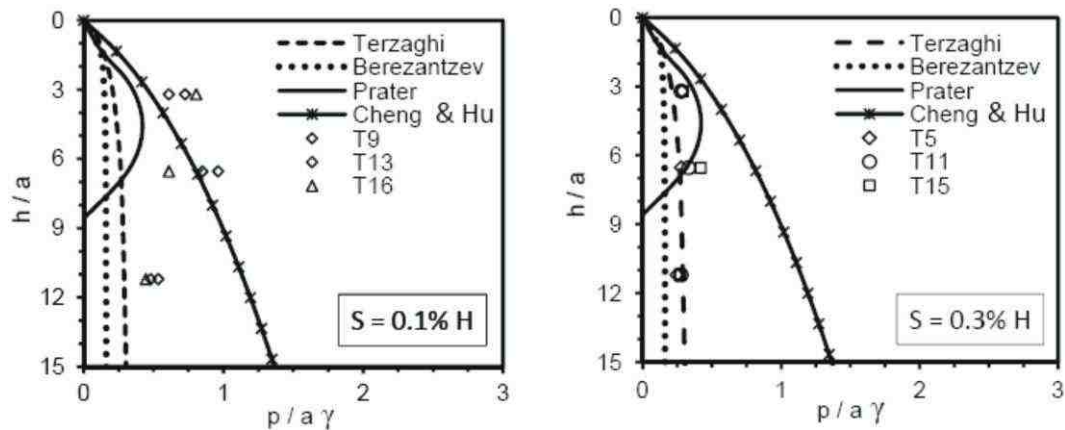 0
3
6
9
12
15
h / a
Terzaghi
Berezantzev
Prater
Cheng & Hu
T9
T13
T16
S = 0.1% H
0 1 2 3
p / a γ
0
3
6
9
12
15
h / a
Terzaghi
Berezantzev
Prater
Cheng & Hu
T5
T11
T15
S = 0.3% H
0 1 2 3
p / a γ